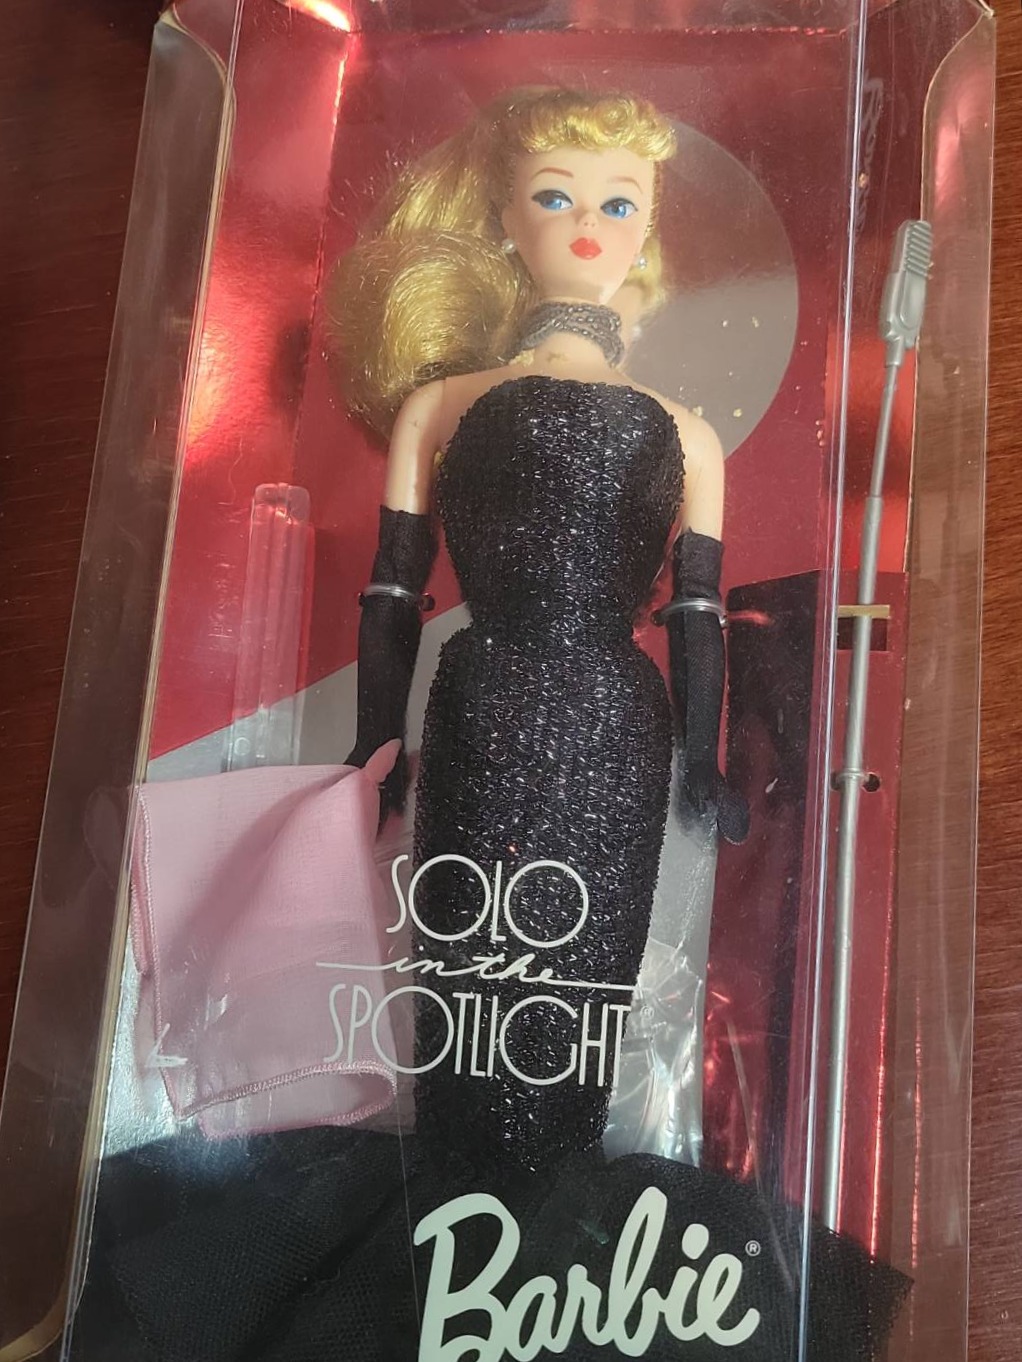 SOLO
in the
SPOTLIGHT
Barbie®